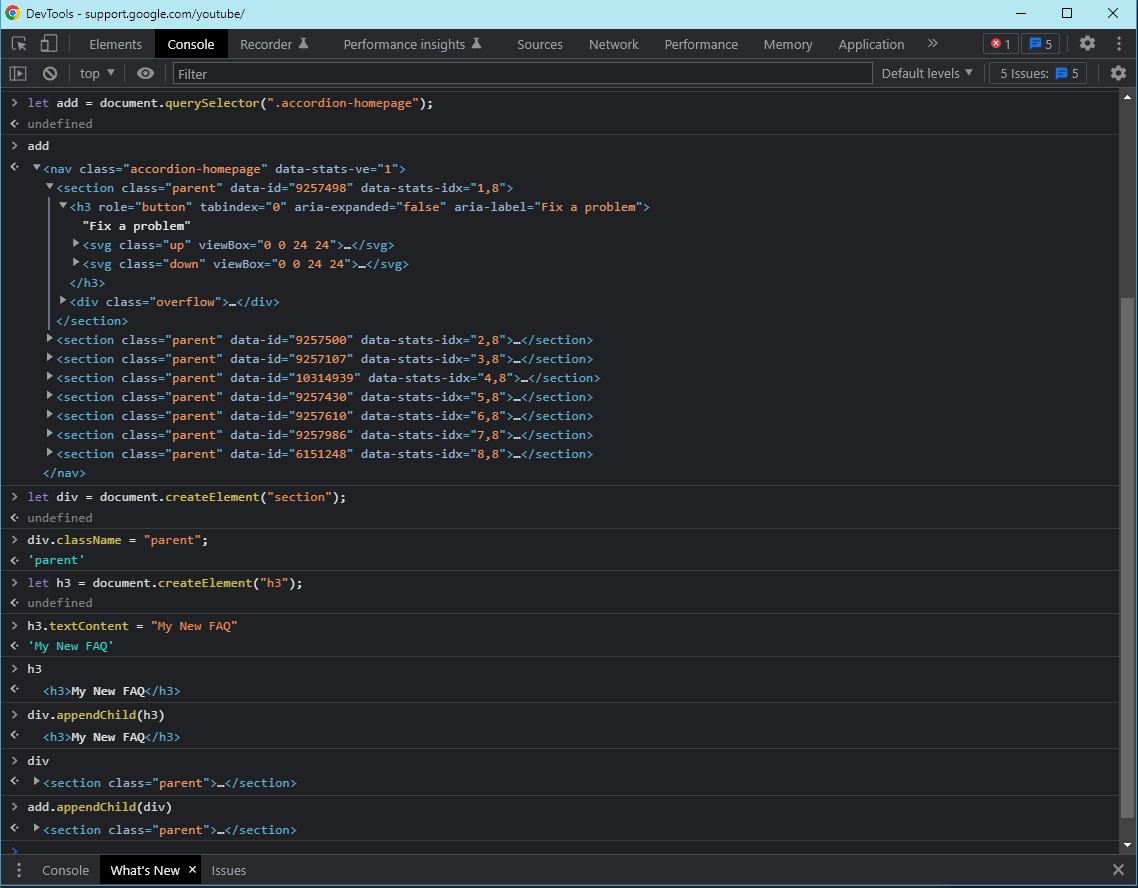 DevTools - support.google.com/youtube/
Elements Console Recorder Performance insights Sources Network Performance Memory Application » 1 5
top ▼ Filter Default levels ▼ 5 Issues: 5
> let add = document.querySelector(".accordion-homepage");
undefined
> add
▼<nav class="accordion-homepage" data-stats-ve="1">
▼<section class="parent" data-id="9257498" data-stats-idx="1,8">
▼<h3 role="button" tabindex="0" aria-expanded="false" aria-label="Fix a problem">
"Fix a problem"
▶<svg class="up" viewBox="0 0 24 24">…</svg>
▶<svg class="down" viewBox="0 0 24 24">…</svg>
</h3>
▶<div class="overflow">…</div>
</section>
▶<section class="parent" data-id="9257500" data-stats-idx="2,8">…</section>
▶<section class="parent" data-id="9257107" data-stats-idx="3,8">…</section>
▶<section class="parent" data-id="10314939" data-stats-idx="4,8">…</section>
▶<section class="parent" data-id="9257430" data-stats-idx="5,8">…</section>
▶<section class="parent" data-id="9257610" data-stats-idx="6,8">…</section>
▶<section class="parent" data-id="9257986" data-stats-idx="7,8">…</section>
▶<section class="parent" data-id="6151248" data-stats-idx="8,8">…</section>
</nav>
> let div = document.createElement("section");
undefined
> div.className = "parent";
'parent'
> let h3 = document.createElement("h3");
undefined
> h3.textContent = "My New FAQ"
'My New FAQ'
> h3
<h3>My New FAQ</h3>
> div.appendChild(h3)
<h3>My New FAQ</h3>
> div
▶<section class="parent">…</section>
> add.appendChild(div)
▶<section class="parent">…</section>
>
Console What's New × Issues